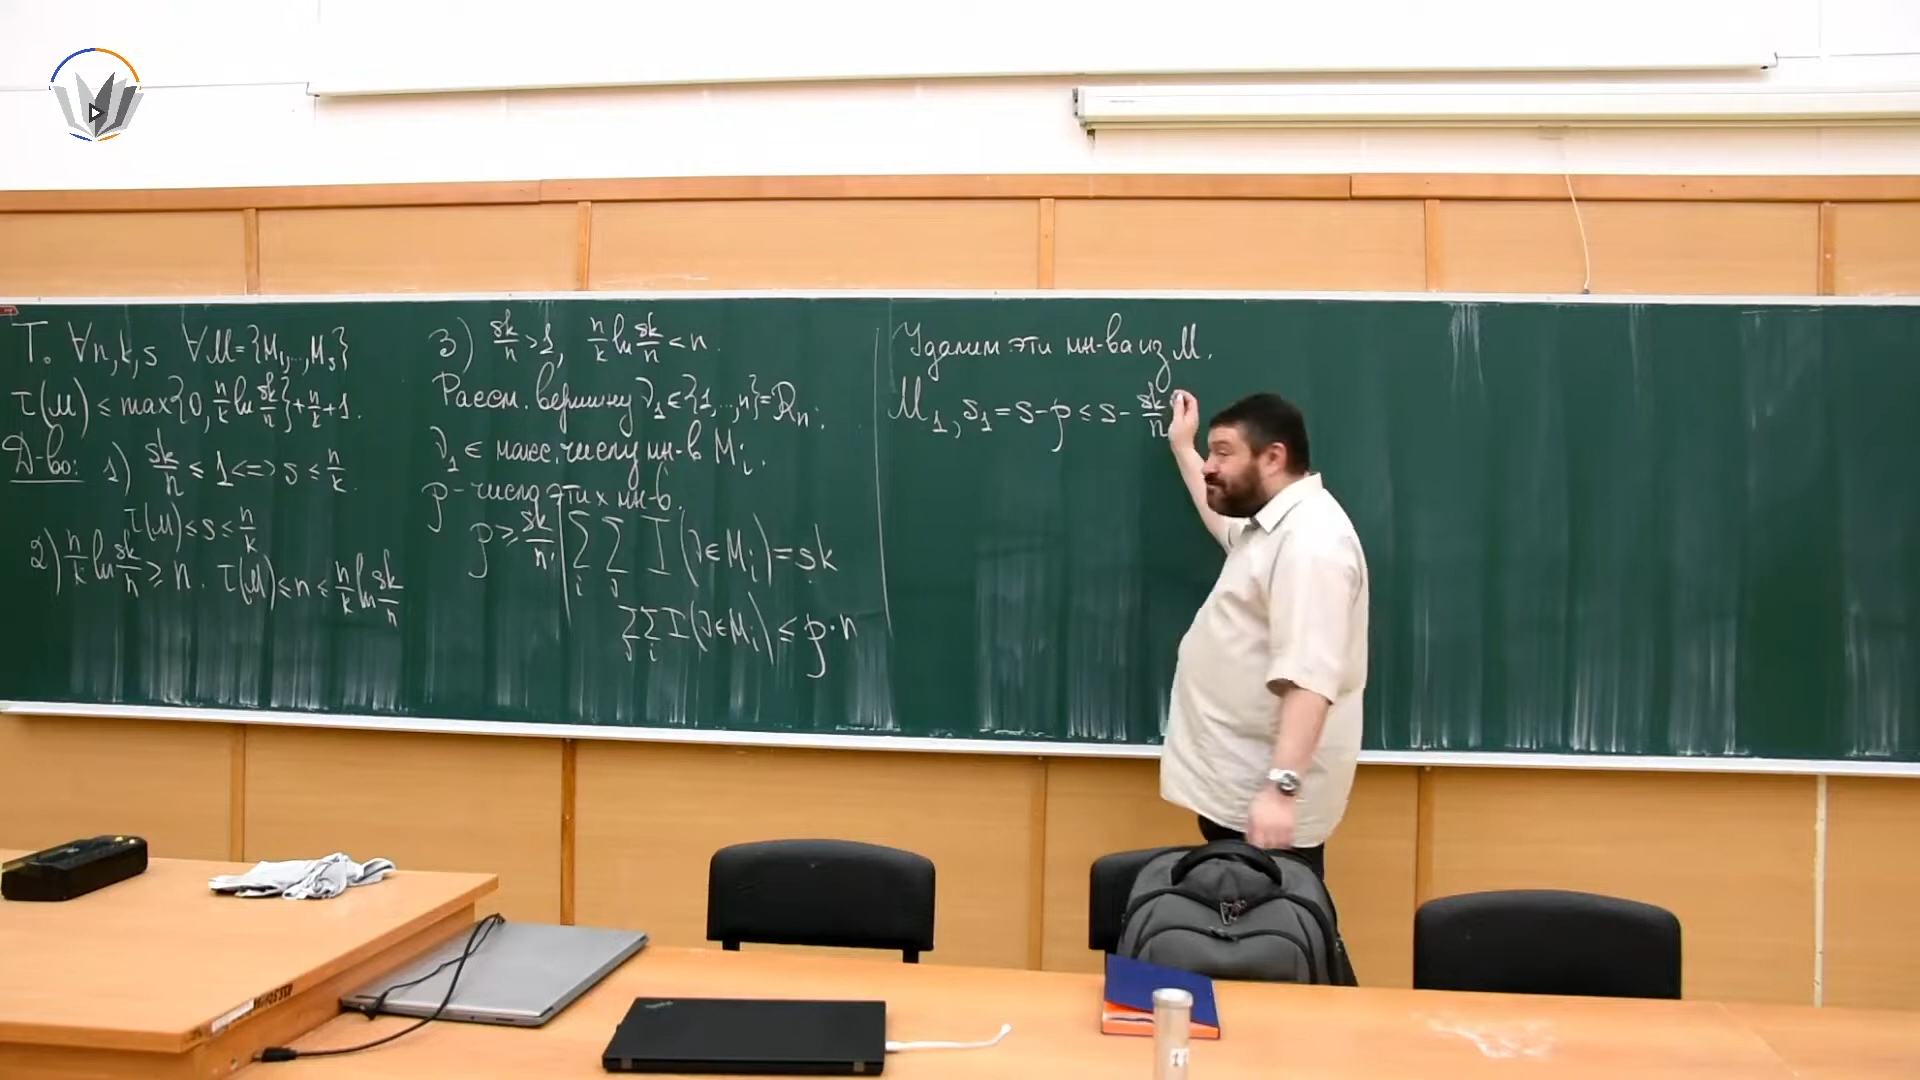 Т. ∀n,k,s ∀M={M₁,...,Mₛ}
τ(M) ≤ max{0, n/k ln sk/n} + n/k + 1.
Д-во: 1) sk/n ≤ 1 <=> s ≤ n/k.
τ(M) ≤ s ≤ n/k
2) n/k ln sk/n ≥ n. τ(M) ≤ n ≤ n/k ln sk/n
3) sk/n > 1, n/k ln sk/n < n.
Рассм. вершину ν₁ ∈ {1,...,n} = Rₙ.
ν₁ ∈ макс. числу мн-в Mᵢ.
ρ - число этих мн-в.
ρ ≥ sk/n. | ∑ᵢ ∑ᵥ I(ν∈Mᵢ) = sk
∑ᵥ ∑ᵢ I(ν∈Mᵢ) ≤ ρ·n
Удалим эти мн-ва из M.
M₁, s₁ = s-ρ ≤ s - sk/n